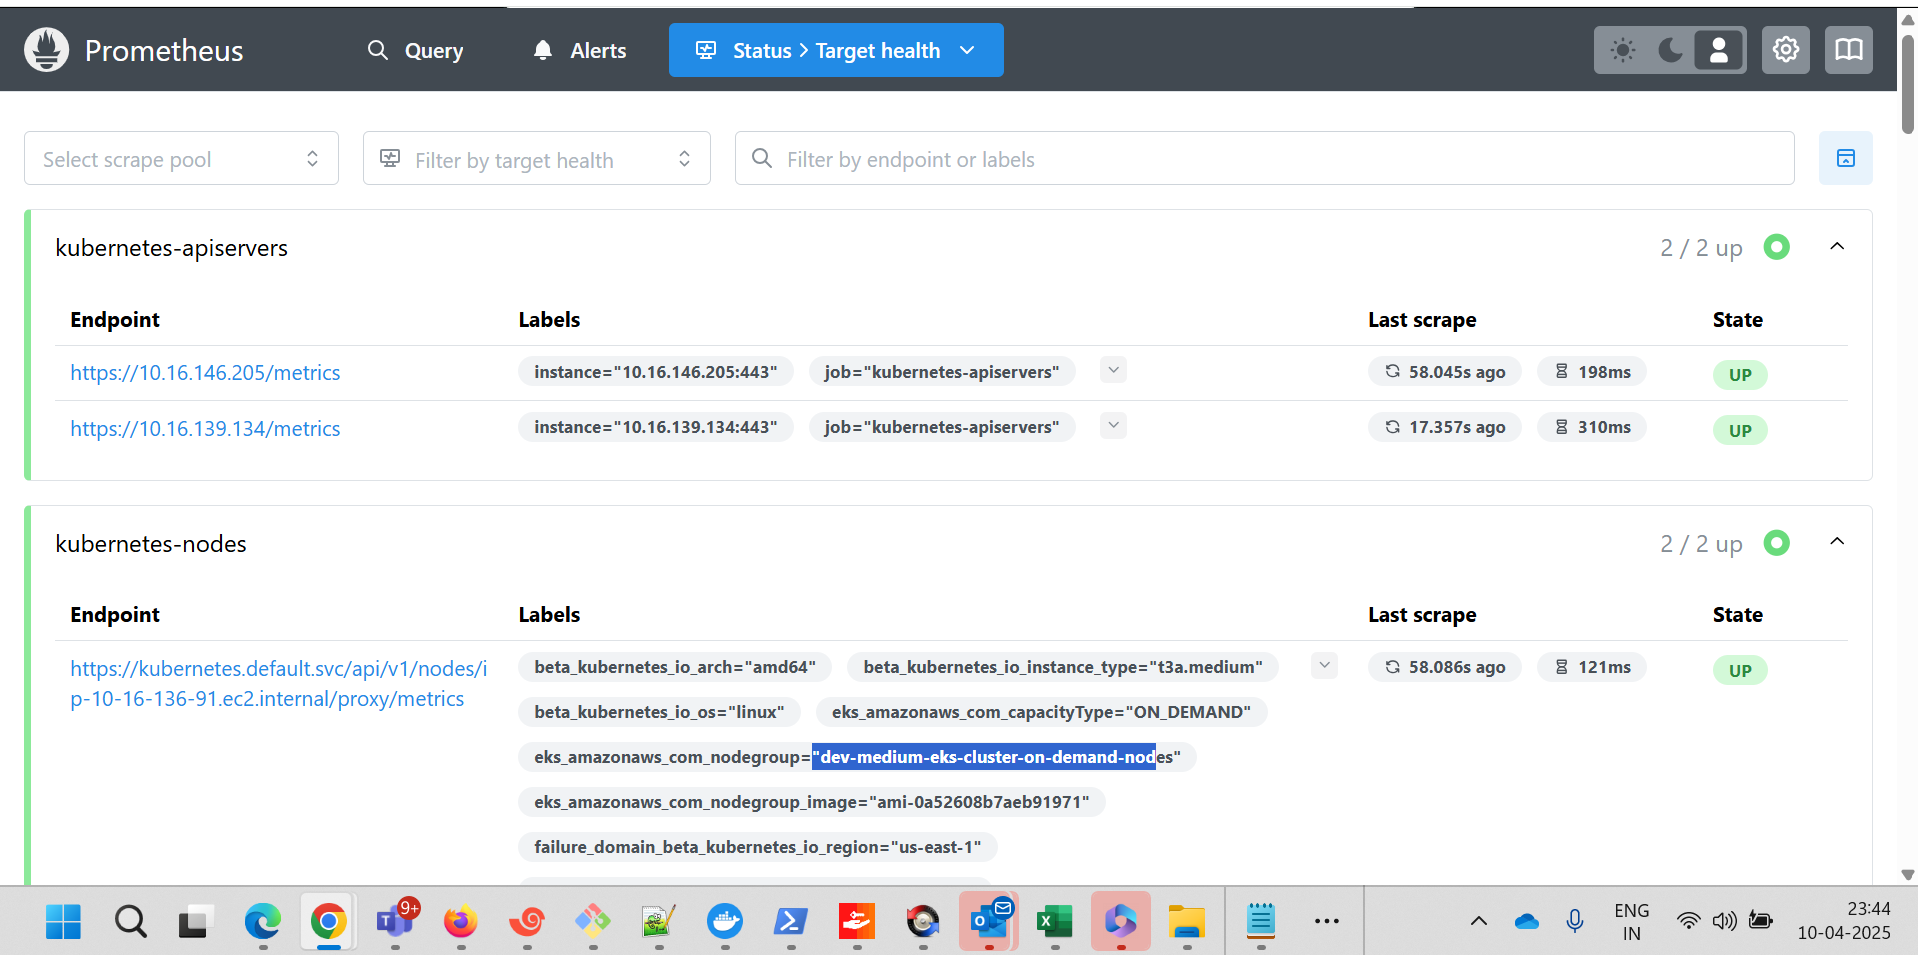 Prometheus
Query
Alerts
Status > Target health
Select scrape pool
Filter by target health
Filter by endpoint or labels
kubernetes-apiservers
2 / 2 up
Endpoint Labels Last scrape State
https://10.16.146.205/metrics instance="10.16.146.205:443" job="kubernetes-apiservers" 58.045s ago 198ms UP
https://10.16.139.134/metrics instance="10.16.139.134:443" job="kubernetes-apiservers" 17.357s ago 310ms UP
kubernetes-nodes
2 / 2 up
Endpoint Labels Last scrape State
https://kubernetes.default.svc/api/v1/nodes/i
p-10-16-136-91.ec2.internal/proxy/metrics
beta_kubernetes_io_arch="amd64" beta_kubernetes_io_instance_type="t3a.medium" 58.086s ago 121ms UP
beta_kubernetes_io_os="linux" eks_amazonaws_com_capacityType="ON_DEMAND"
eks_amazonaws_com_nodegroup="dev-medium-eks-cluster-on-demand-nodes"
eks_amazonaws_com_nodegroup_image="ami-0a52608b7aeb91971"
failure_domain_beta_kubernetes_io_region="us-east-1"
9+
ENG
IN
23:44
10-04-2025